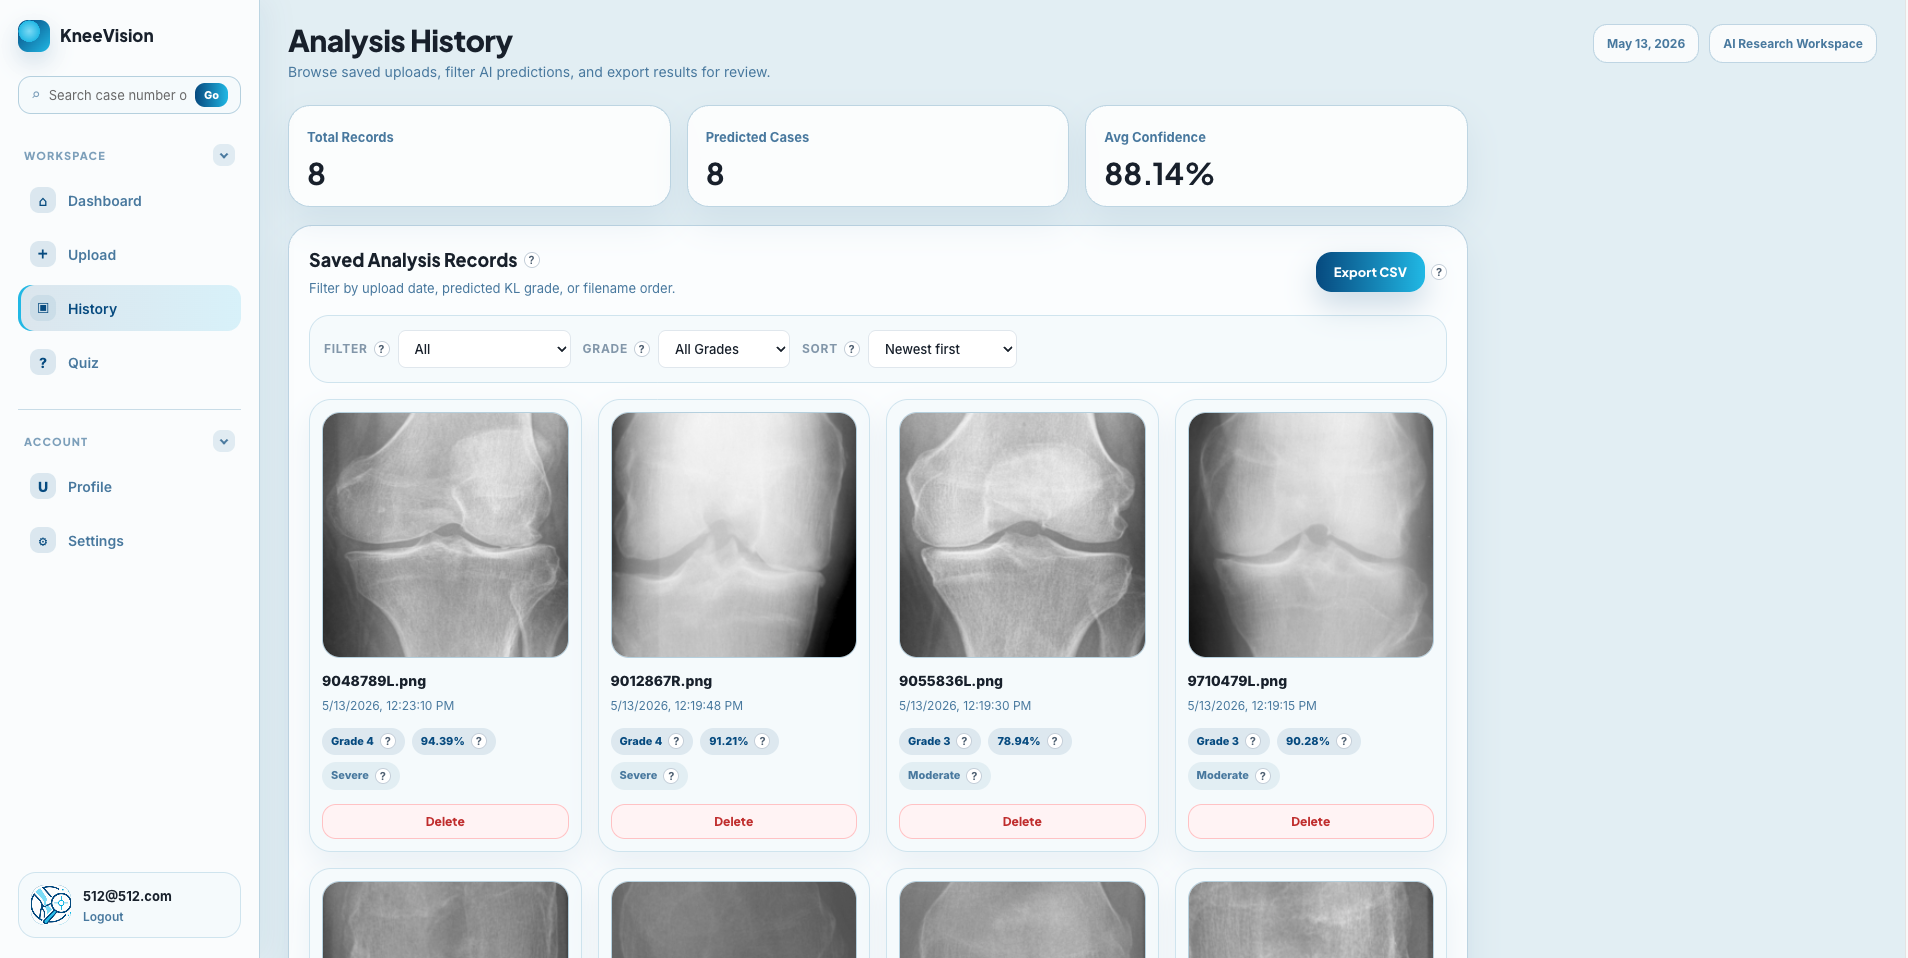 KneeVision
Search case number o
Go
WORKSPACE
Dashboard
+ Upload
History
? Quiz
ACCOUNT
U Profile
Settings
512@512.com
Logout
Analysis History
Browse saved uploads, filter AI predictions, and export results for review.
May 13, 2026
AI Research Workspace
Total Records
8
Predicted Cases
8
Avg Confidence
88.14%
Saved Analysis Records ?
Filter by upload date, predicted KL grade, or filename order.
Export CSV ?
FILTER ? All GRADE ? All Grades SORT ? Newest first
9048789L.png
5/13/2026, 12:23:10 PM
Grade 4 ? 94.39% ?
Severe ?
Delete
9012867R.png
5/13/2026, 12:19:48 PM
Grade 4 ? 91.21% ?
Severe ?
Delete
9055836L.png
5/13/2026, 12:19:30 PM
Grade 3 ? 78.94% ?
Moderate ?
Delete
9710479L.png
5/13/2026, 12:19:15 PM
Grade 3 ? 90.28% ?
Moderate ?
Delete